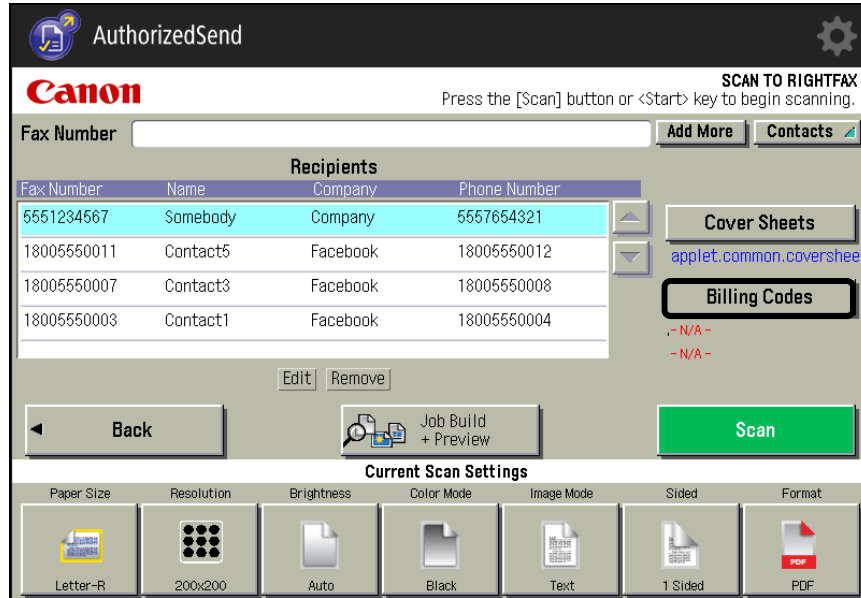 AuthorizedSend
Canon
SCAN TO RIGHTFAX
Press the [Scan] button or <Start> key to begin scanning.
Fax Number
Add More
Contacts
Recipients
Fax Number Name Company Phone Number
5551234567 Somebody Company 5557654321
18005550011 Contact5 Facebook 18005550012
18005550007 Contact3 Facebook 18005550008
18005550003 Contact1 Facebook 18005550004
Cover Sheets
applet.common.covershee
Billing Codes
- N/A -
- N/A -
Edit Remove
Back
Job Build
+ Preview
Scan
Current Scan Settings
Paper Size Resolution Brightness Color Mode Image Mode Sided Format
PDF
Letter-R 200x200 Auto Black Text 1 Sided PDF